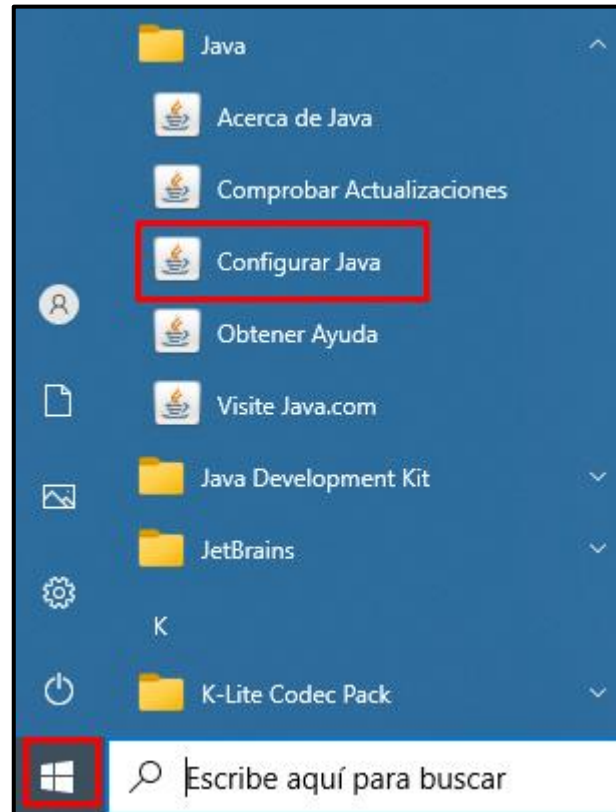 Java
Acerca de Java
Comprobar Actualizaciones
Configurar Java
Obtener Ayuda
Visite Java.com
Java Development Kit
JetBrains
K
K-Lite Codec Pack
Escribe aquí para buscar